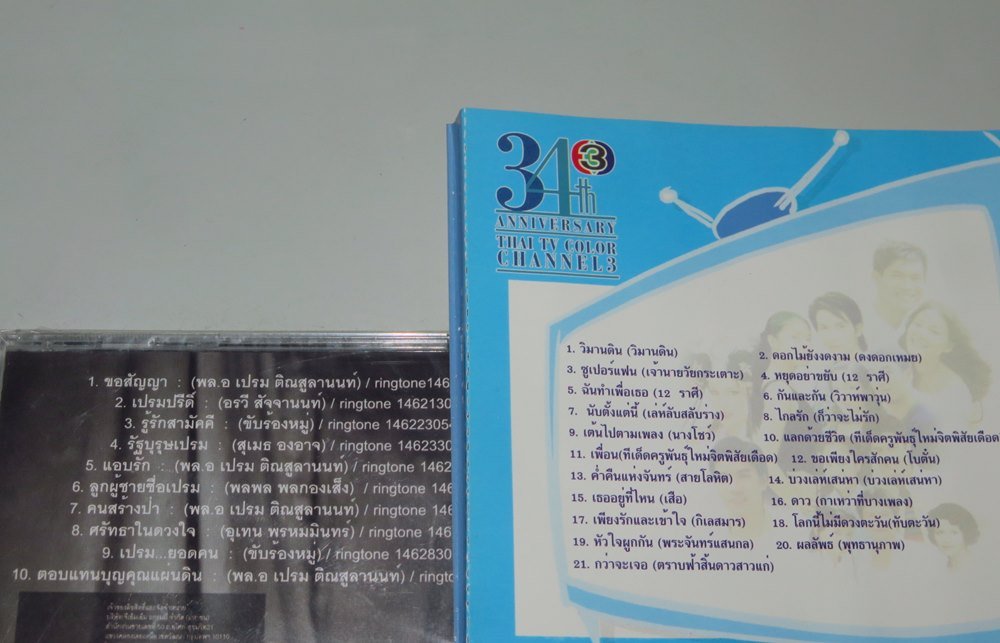 34th
ANNIVERSARY
THAI TV COLOR
CHANNEL 3
1. วิมานดิน (วิมานดิน)
2. ดอกไม้ยังงดงาม (ดงดอกเหมย)
3. ซูเปอร์แฟน (เจ้านายวัยกระเตาะ)
4. หยุดอย่าขยับ (12 ราศี)
5. ฉันทำเพื่อเธอ (12 ราศี)
6. กันและกัน (วิวาห์พาวุ่น)
7. นับตั้งแต่นี้ (เล่ห์ลับสลับร่าง)
8. ไกลรัก (ก็ว่าจะไม่รัก)
9. เต้นไปตามเพลง (นางโชว์)
10. แลกด้วยชีวิต (ทีเด็ดครูพันธุ์ใหม่จิตพิสัยเดือด
11. เพื่อน(ทีเด็ดครูพันธุ์ใหม่จิตพิสัยเดือด)
12. ขอเพียงใครสักคน (โบตั๋น)
13. ค่ำคืนแห่งจันทร์ (สายโลหิต)
14. บ่วงเล่ห์เสนหา (บ่วงเล่ห์เสนหา)
15. เธออยู่ที่ไหน (เสือ)
16. ดาว (กาเหว่าที่บางเพลง)
17. เพียงรักและเข้าใจ (กิเลสมาร)
18. โลกนี้ไม่มีดวงตะวัน(ทับตะวัน)
19. หัวใจผูกกัน (พระจันทร์แสนกล)
20. ผลลัพธ์ (พุทธานุภาพ)
21. กว่าจะเจอ (ตราบฟ้าสิ้นดาวสาวแก่)
1. ขอสัญญา : (พล.อ เปรม ติณสูลานนท์) / ringtone146
2. เปรมปรีดิ์ : (อรวี สัจจานนท์) / ringtone 1462130
3. รู้รักสามัคคี : (ขับร้องหมู่) / ringtone 14622305
4. รัฐบุรุษเปรม : (สุเมธ องอาจ) / ringtone 1462330
5. แอบรัก : (พล.อ เปรม ติณสูลานนท์) / ringtone 1462
6. ลูกผู้ชายชื่อเปรม : (พลพล พลกองเส็ง) / ringtone 1462
7. คนสร้างป่า : (พล.อ เปรม ติณสูลานนท์) / ringtone 1462
8. ศรัทธาในดวงใจ : (อุเทน พรหมมินทร์) / ringtone 1462
9. เปรม...ยอดคน : (ขับร้องหมู่) / ringtone 1462830
10. ตอบแทนบุญคุณแผ่นดิน : (พล.อ เปรม ติณสูลานนท์) / ringto